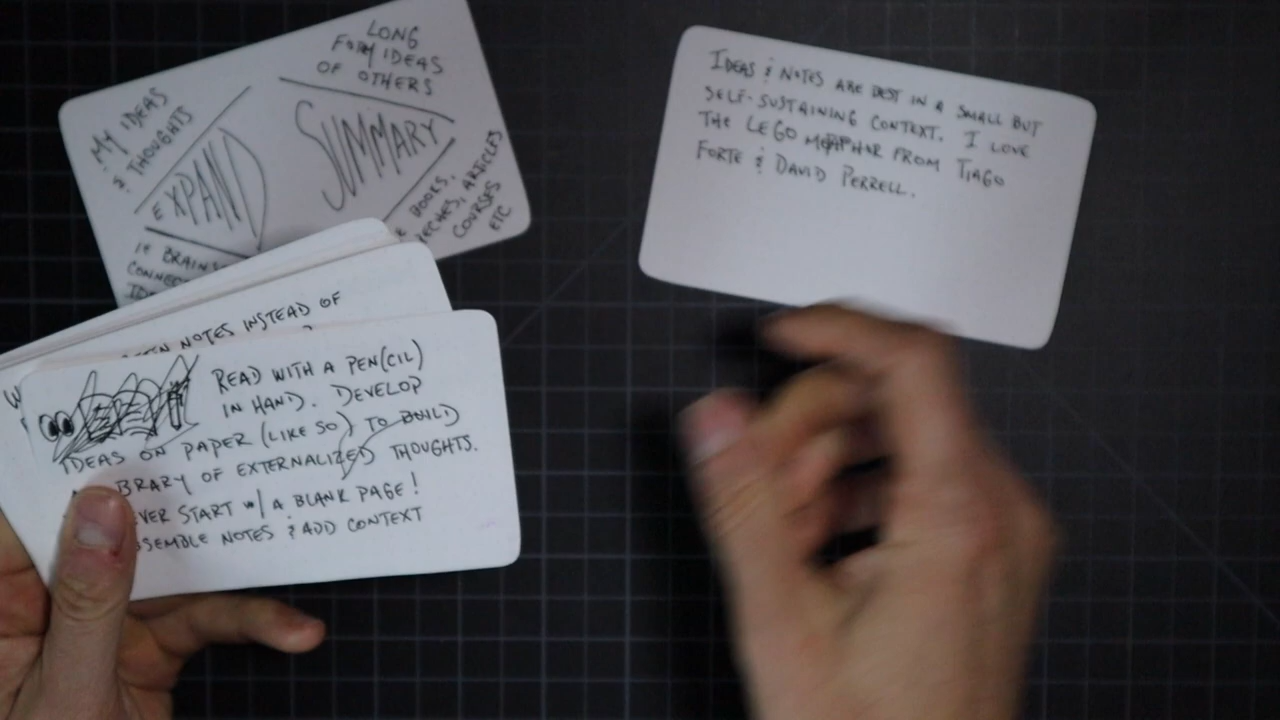 LONG
FORM IDEAS
OF OTHERS
MY IDEAS
& THOUGHTS
EXPAND
SUMMARY
BOOKS,
ARTICLES
COURSES
ETC
IE BRAINS
IDEAS & NOTES ARE BEST IN A SMALL BUT
SELF-SUSTAINING CONTEXT. I LOVE
THE LEGO METAPHOR FROM TIAGO
FORTE & DAVID PERRELL.
NOTES INSTEAD OF
READ WITH A PEN(CIL)
IN HAND. DEVELOP
IDEAS ON PAPER (LIKE SO) TO BUILD
BRARY OF EXTERNALIZED THOUGHTS.
VER START W/ A BLANK PAGE!
SEMBLE NOTES & ADD CONTEXT